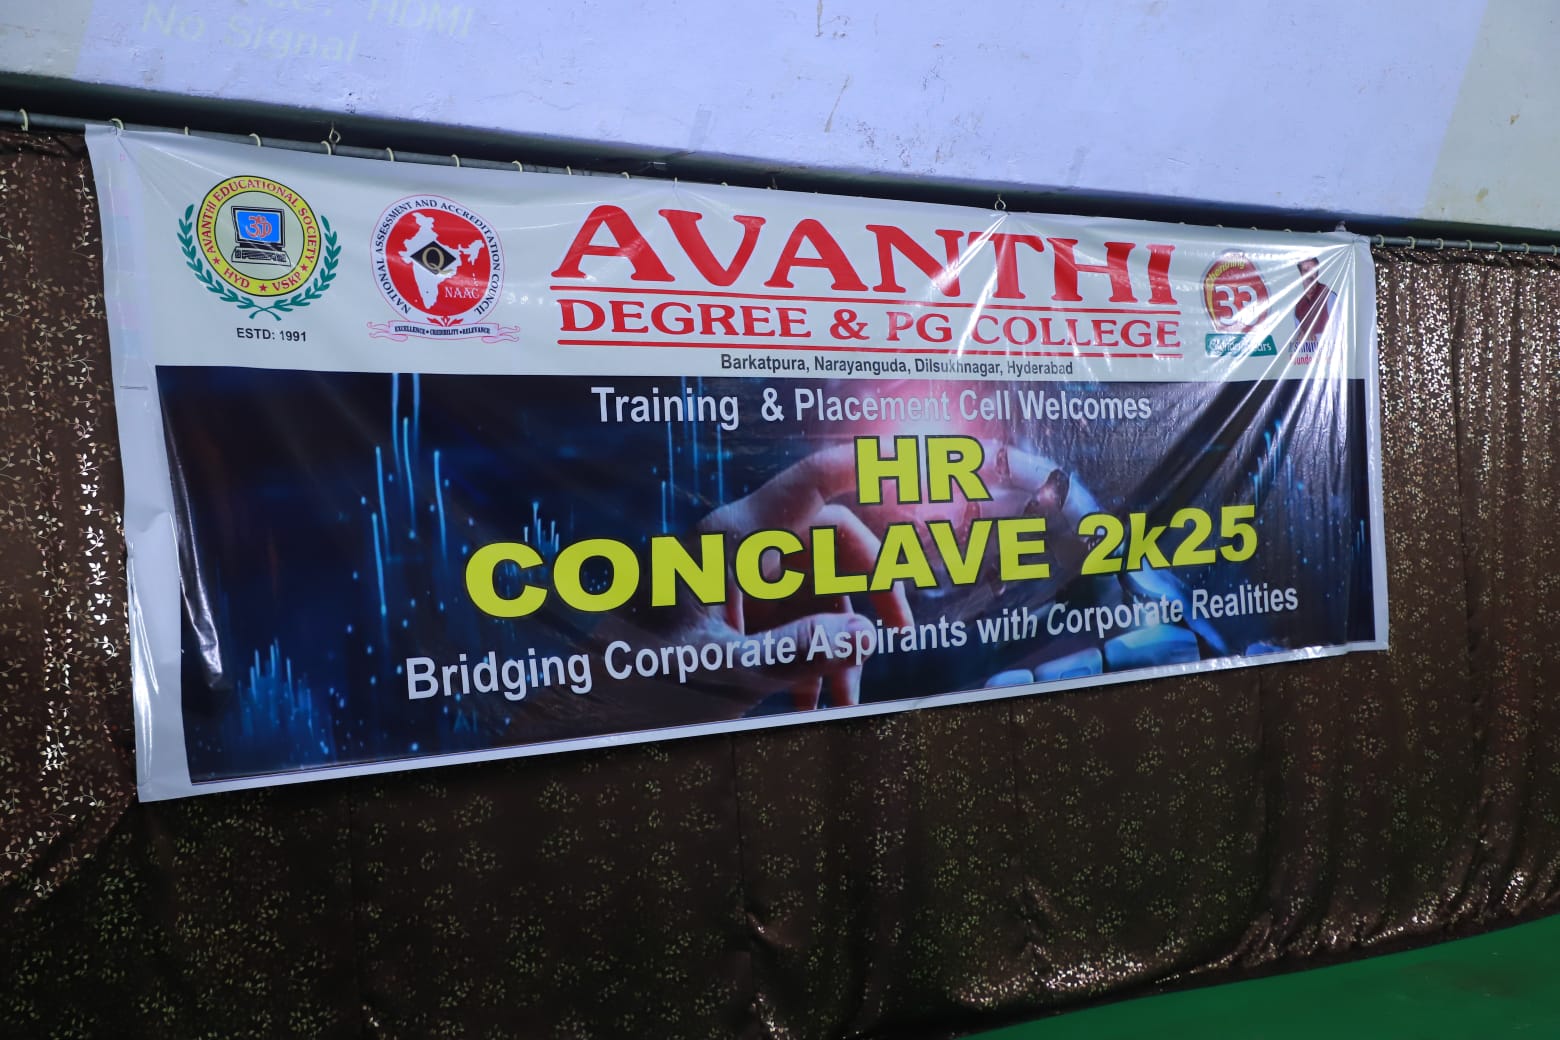 HDMI
No Signal
AVANTHI EDUCATIONAL SOCIETY
HYD ★ VSKP
ESTD: 1991
NATIONAL ASSESSMENT AND ACCREDITATION COUNCIL
Q
NAAC
EXCELLENCE • CREDIBILITY • RELEVANCE
AVANTHI
DEGREE & PG COLLEGE
Barkatpura, Narayanguda, Dilsukhnagar, Hyderabad
Training & Placement Cell Welcomes
HR
CONCLAVE 2k25
Bridging Corporate Aspirants with Corporate Realities